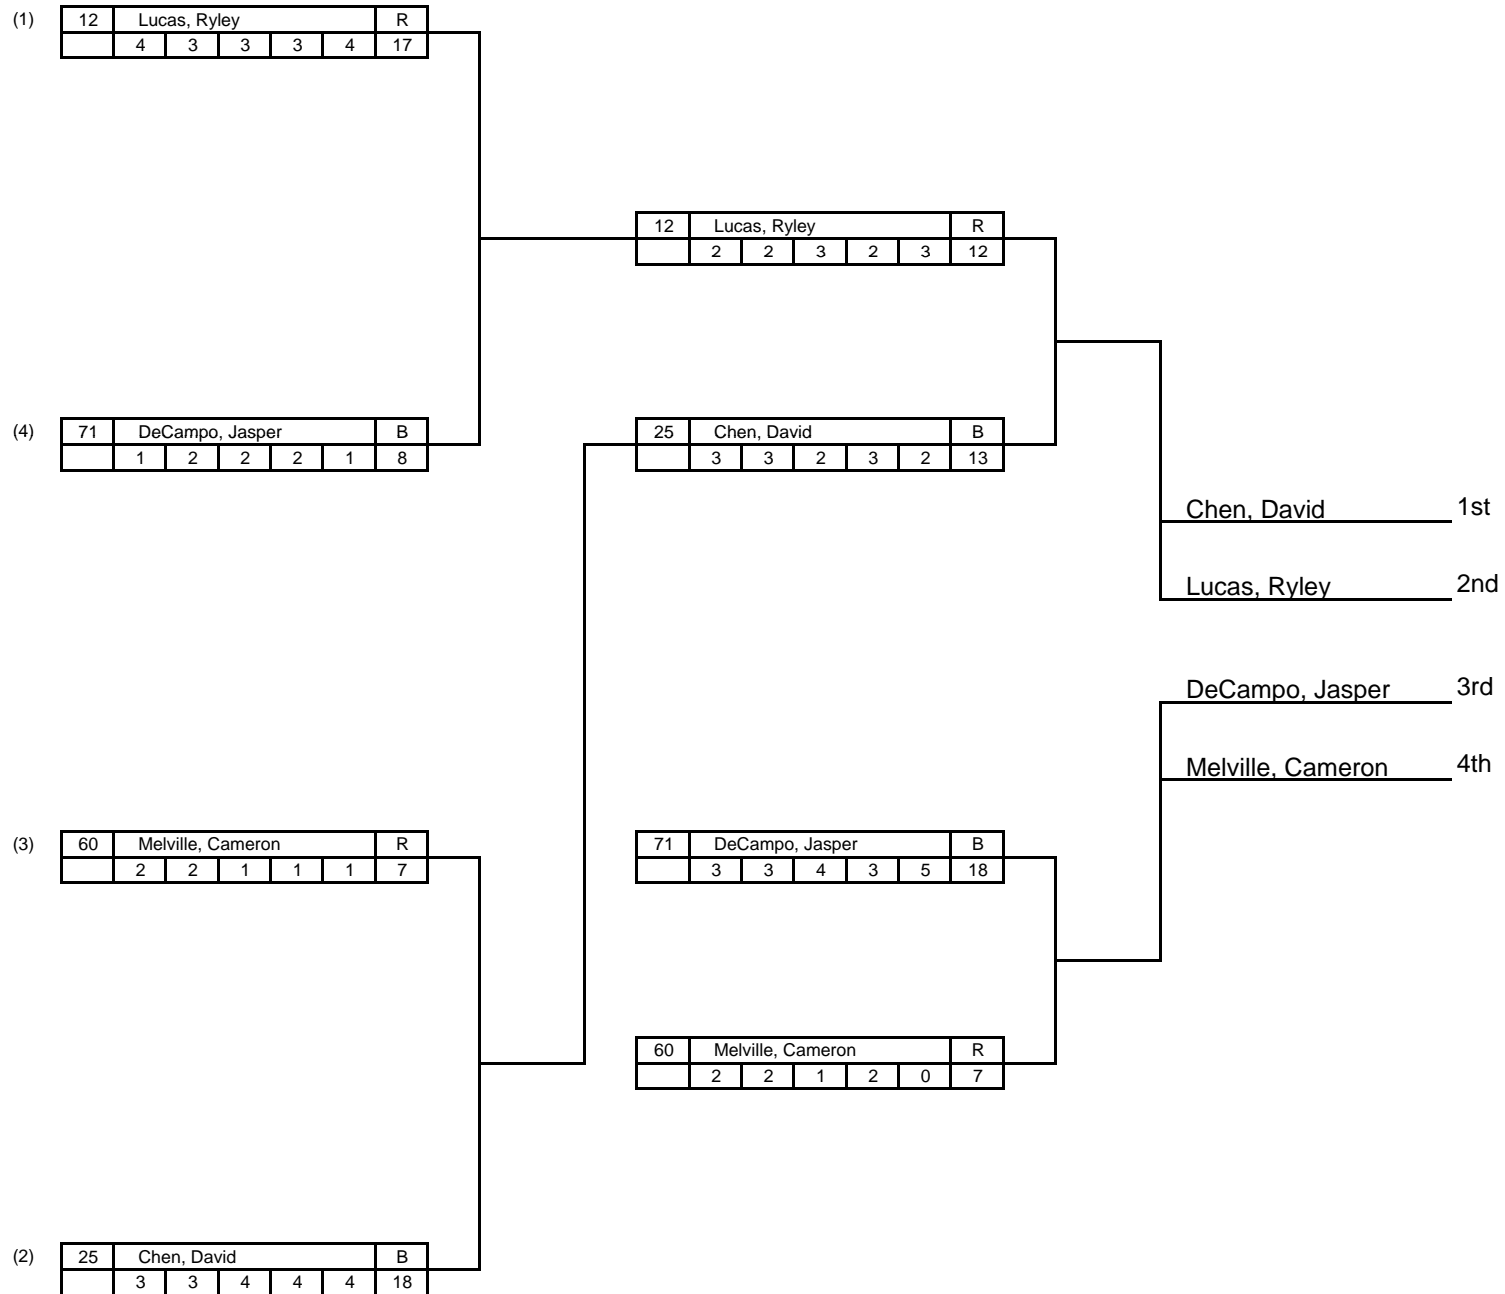 (1) 12 Lucas, Ryley R
4 3 3 3 4 17
12 Lucas, Ryley R
2 2 3 2 3 12
(4) 71 DeCampo, Jasper B
1 2 2 2 1 8
25 Chen, David B
3 3 2 3 2 13
Chen, David 1st
Lucas, Ryley 2nd
DeCampo, Jasper 3rd
Melville, Cameron 4th
(3) 60 Melville, Cameron R
2 2 1 1 1 7
71 DeCampo, Jasper B
3 3 4 3 5 18
60 Melville, Cameron R
2 2 1 2 0 7
(2) 25 Chen, David B
3 3 4 4 4 18